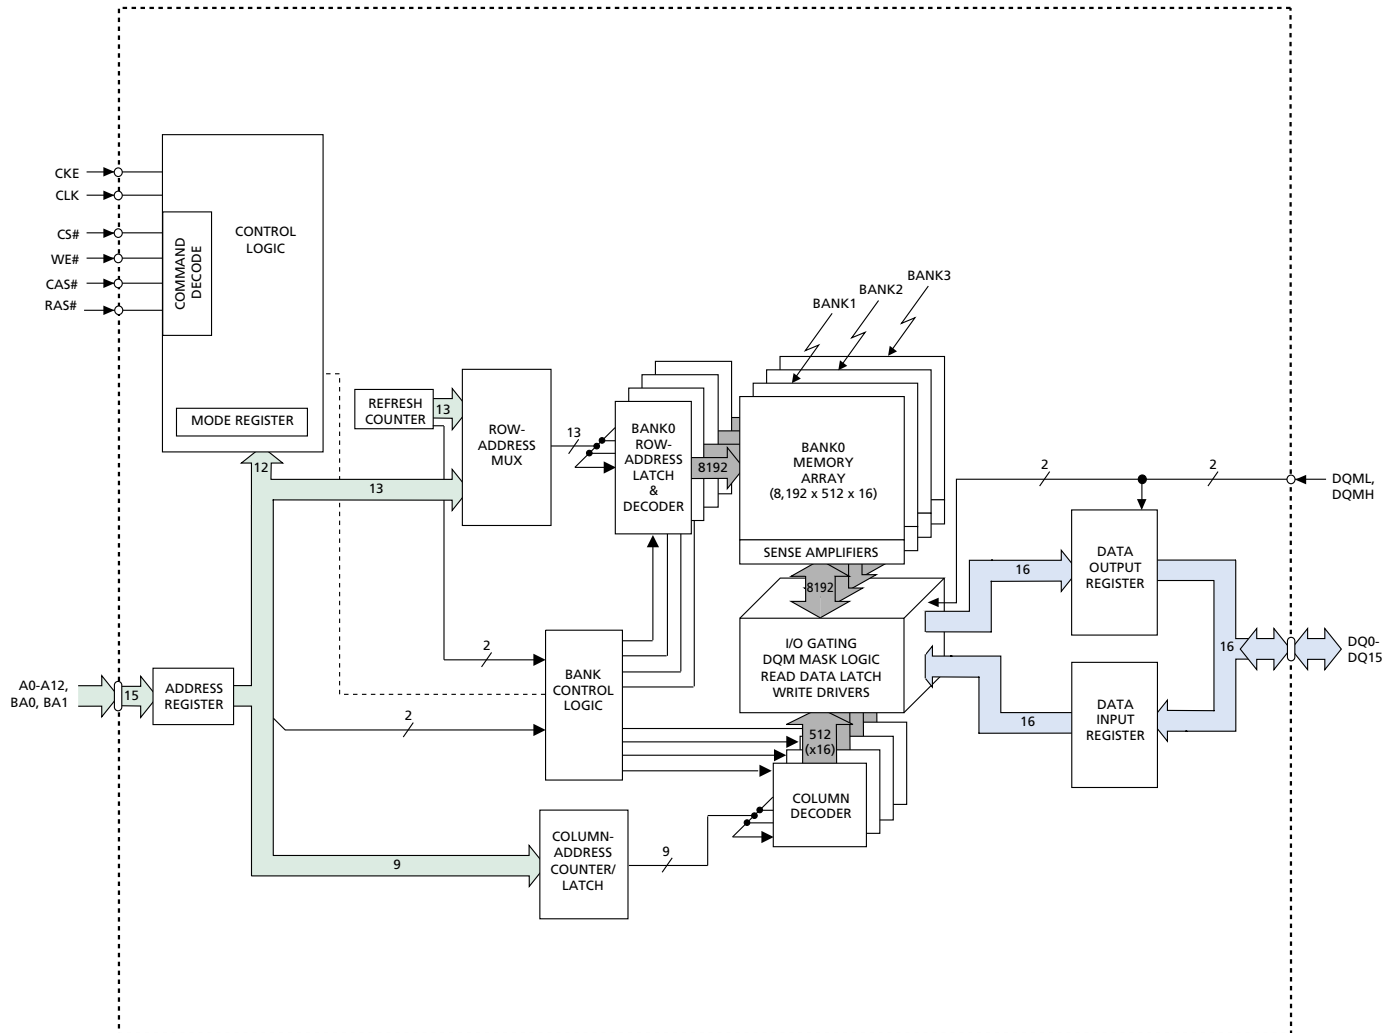 CKE
CLK
CS#
WE#
CAS#
RAS#
COMMAND
DECODE
CONTROL
LOGIC
MODE REGISTER
BANK3
BANK2
BANK1
REFRESH
COUNTER
13
ROW-
ADDRESS
MUX
13
BANK0
ROW-
ADDRESS
LATCH
&
DECODER
8192
BANK0
MEMORY
ARRAY
(8,192 x 512 x 16)
SENSE AMPLIFIERS
12
13
2
2
DQML,
DQMH
8192
16
DATA
OUTPUT
REGISTER
I/O GATING
DQM MASK LOGIC
READ DATA LATCH
WRITE DRIVERS
16
DQ0-
DQ15
2
BANK
CONTROL
LOGIC
A0-A12,
BA0, BA1
15
ADDRESS
REGISTER
2
16
DATA
INPUT
REGISTER
512
(x16)
COLUMN
DECODER
9
COLUMN-
ADDRESS
COUNTER/
LATCH
9